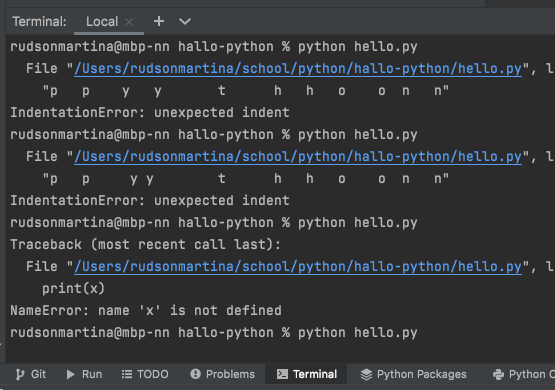 Terminal: Local × +
rudsonmartina@mbp-nn hallo-python % python hello.py
File "/Users/rudsonmartina/school/python/hallo-python/hello.py", l
"p   p    y   y       t      h   h   o    o   n   n"
IndentationError: unexpected indent
rudsonmartina@mbp-nn hallo-python % python hello.py
File "/Users/rudsonmartina/school/python/hallo-python/hello.py", l
"p   p     y y        t      h   h   o    o   n   n"
IndentationError: unexpected indent
rudsonmartina@mbp-nn hallo-python % python hello.py
Traceback (most recent call last):
File "/Users/rudsonmartina/school/python/hallo-python/hello.py", l
print(x)
NameError: name 'x' is not defined
rudsonmartina@mbp-nn hallo-python % python hello.py
Git Run TODO Problems Terminal Python Packages Python C